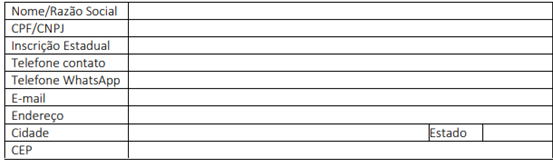 Nome/Razão Social
CPF/CNPJ
Inscrição Estadual
Telefone contato
Telefone WhatsApp
E-mail
Endereço
Cidade Estado
CEP